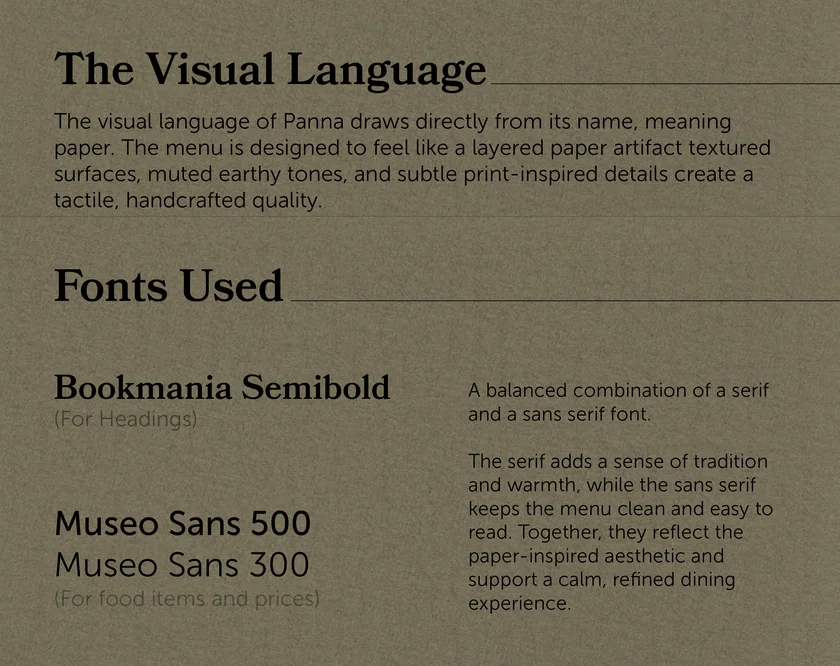 The Visual Language
The visual language of Panna draws directly from its name, meaning
paper. The menu is designed to feel like a layered paper artifact textured
surfaces, muted earthy tones, and subtle print-inspired details create a
tactile, handcrafted quality.
Fonts Used
Bookmania Semibold
(For Headings)
Museo Sans 500
Museo Sans 300
(For food items and prices)
A balanced combination of a serif
and a sans serif font.
The serif adds a sense of tradition
and warmth, while the sans serif
keeps the menu clean and easy to
read. Together, they reflect the
paper-inspired aesthetic and
support a calm, refined dining
experience.